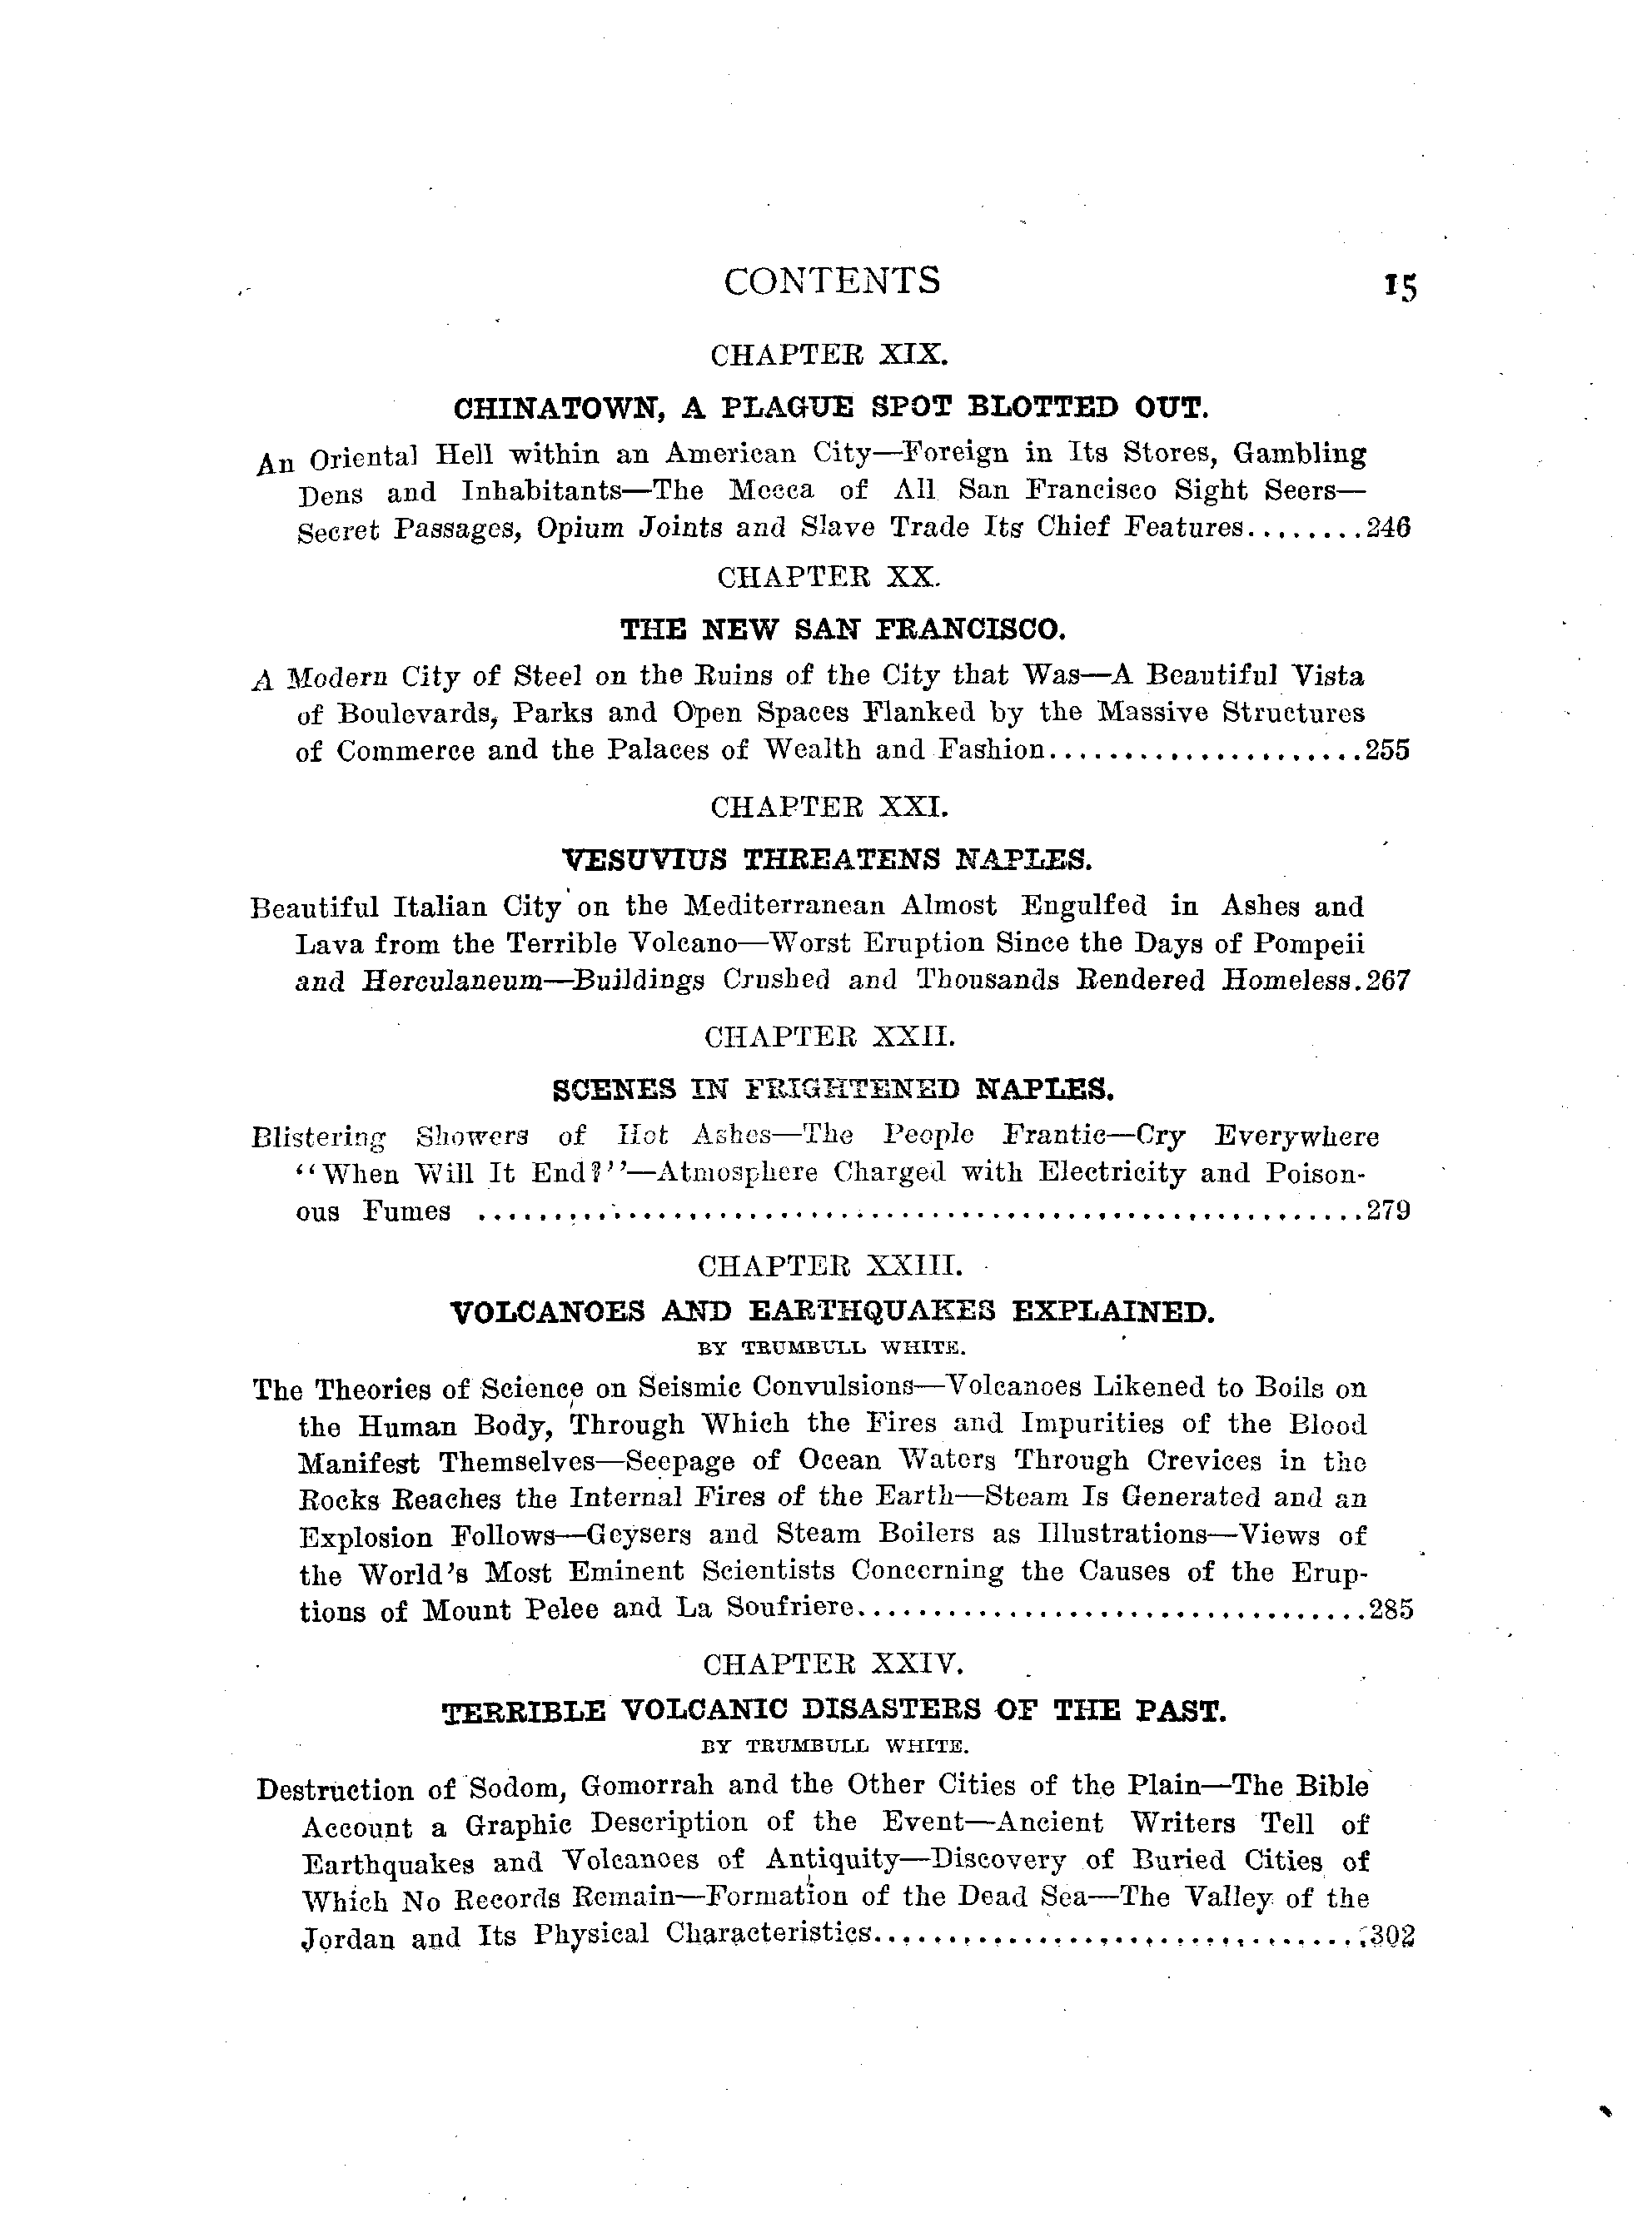 CONTENTS 15
CHAPTER XIX.
CHINATOWN, A PLAGUE SPOT BLOTTED OUT.
An Oriental Hell within an American City—Foreign in Its Stores, Gambling
Dens and Inhabitants—The Mecca of All San Francisco Sight Seers—
Secret Passages, Opium Joints and Slave Trade Its Chief Features........246
CHAPTER XX.
THE NEW SAN FRANCISCO.
A Modern City of Steel on the Ruins of the City that Was—A Beautiful Vista
of Boulevards, Parks and Open Spaces Flanked by the Massive Structures
of Commerce and the Palaces of Wealth and Fashion.....................255
CHAPTER XXI.
VESUVIUS THREATENS NAPLES.
Beautiful Italian City on the Mediterranean Almost Engulfed in Ashes and
Lava from the Terrible Volcano—Worst Eruption Since the Days of Pompeii
and Herculaneum—Buildings Crushed and Thousands Rendered Homeless.267
CHAPTER XXII.
SCENES IN FRIGHTENED NAPLES.
Blistering Showers of Hot Ashes—The People Frantic—Cry Everywhere
“When Will It End?”—Atmosphere Charged with Electricity and Poison-
ous Fumes ...........................................................279
CHAPTER XXIII.
VOLCANOES AND EARTHQUAKES EXPLAINED.
BY TRUMBULL WHITE.
The Theories of Science on Seismic Convulsions—Volcanoes Likened to Boils on
the Human Body, Through Which the Fires and Impurities of the Blood
Manifest Themselves—Seepage of Ocean Waters Through Crevices in the
Rocks Reaches the Internal Fires of the Earth—Steam Is Generated and an
Explosion Follows—Geysers and Steam Boilers as Illustrations—Views of
the World's Most Eminent Scientists Concerning the Causes of the Erup-
tions of Mount Pelee and La Soufriere..................................285
CHAPTER XXIV.
TERRIBLE VOLCANIC DISASTERS OF THE PAST.
BY TRUMBULL WHITE.
Destruction of Sodom, Gomorrah and the Other Cities of the Plain—The Bible
Account a Graphic Description of the Event—Ancient Writers Tell of
Earthquakes and Volcanoes of Antiquity—Discovery of Buried Cities of
Which No Records Remain—Formation of the Dead Sea—The Valley of the
Jordan and Its Physical Characteristics.................................302